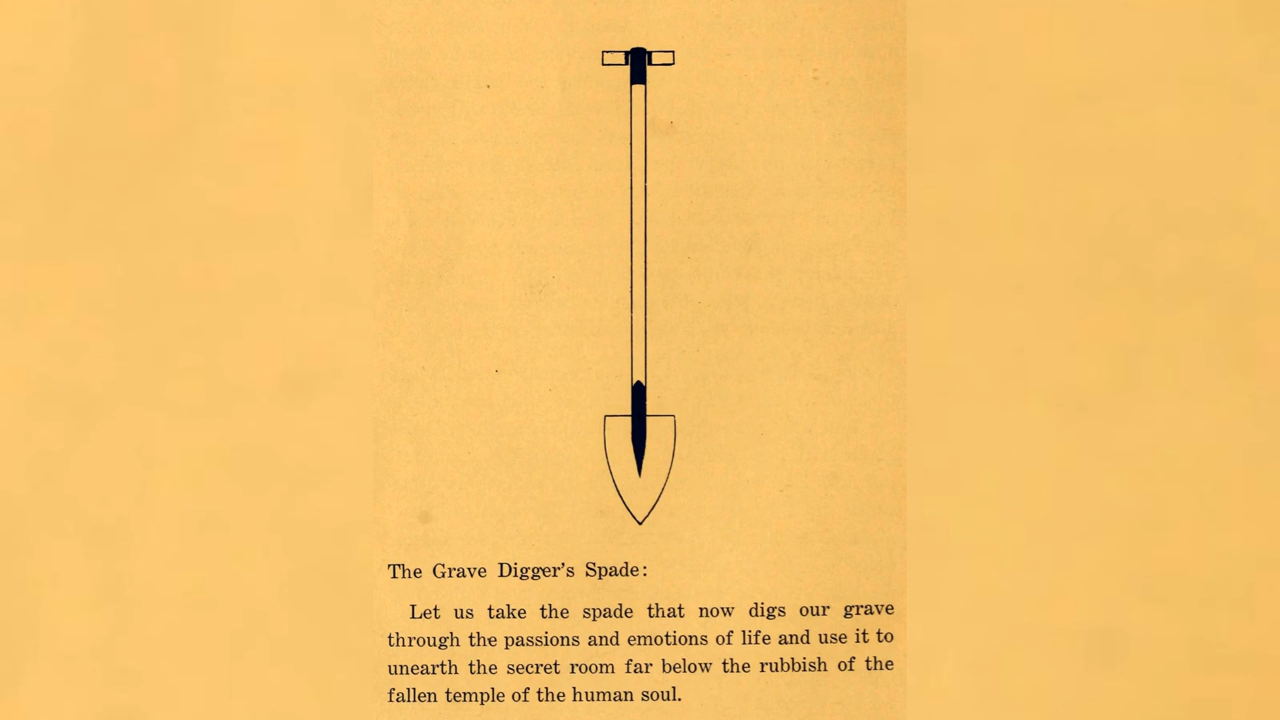 The Grave Digger's Spade:
Let us take the spade that now digs our grave
through the passions and emotions of life and use it to
unearth the secret room far below the rubbish of the
fallen temple of the human soul.